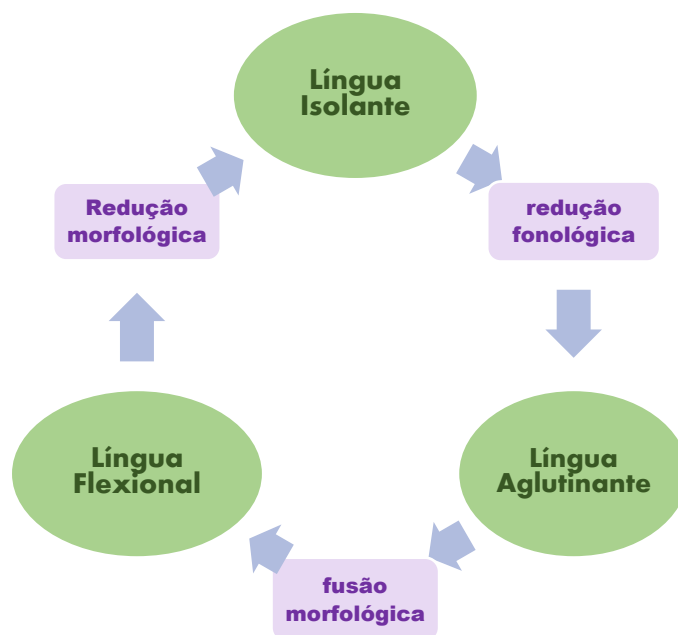 Língua
Isolante
redução
fonológica
Língua
Aglutinante
fusão
morfológica
Língua
Flexional
Redução
morfológica